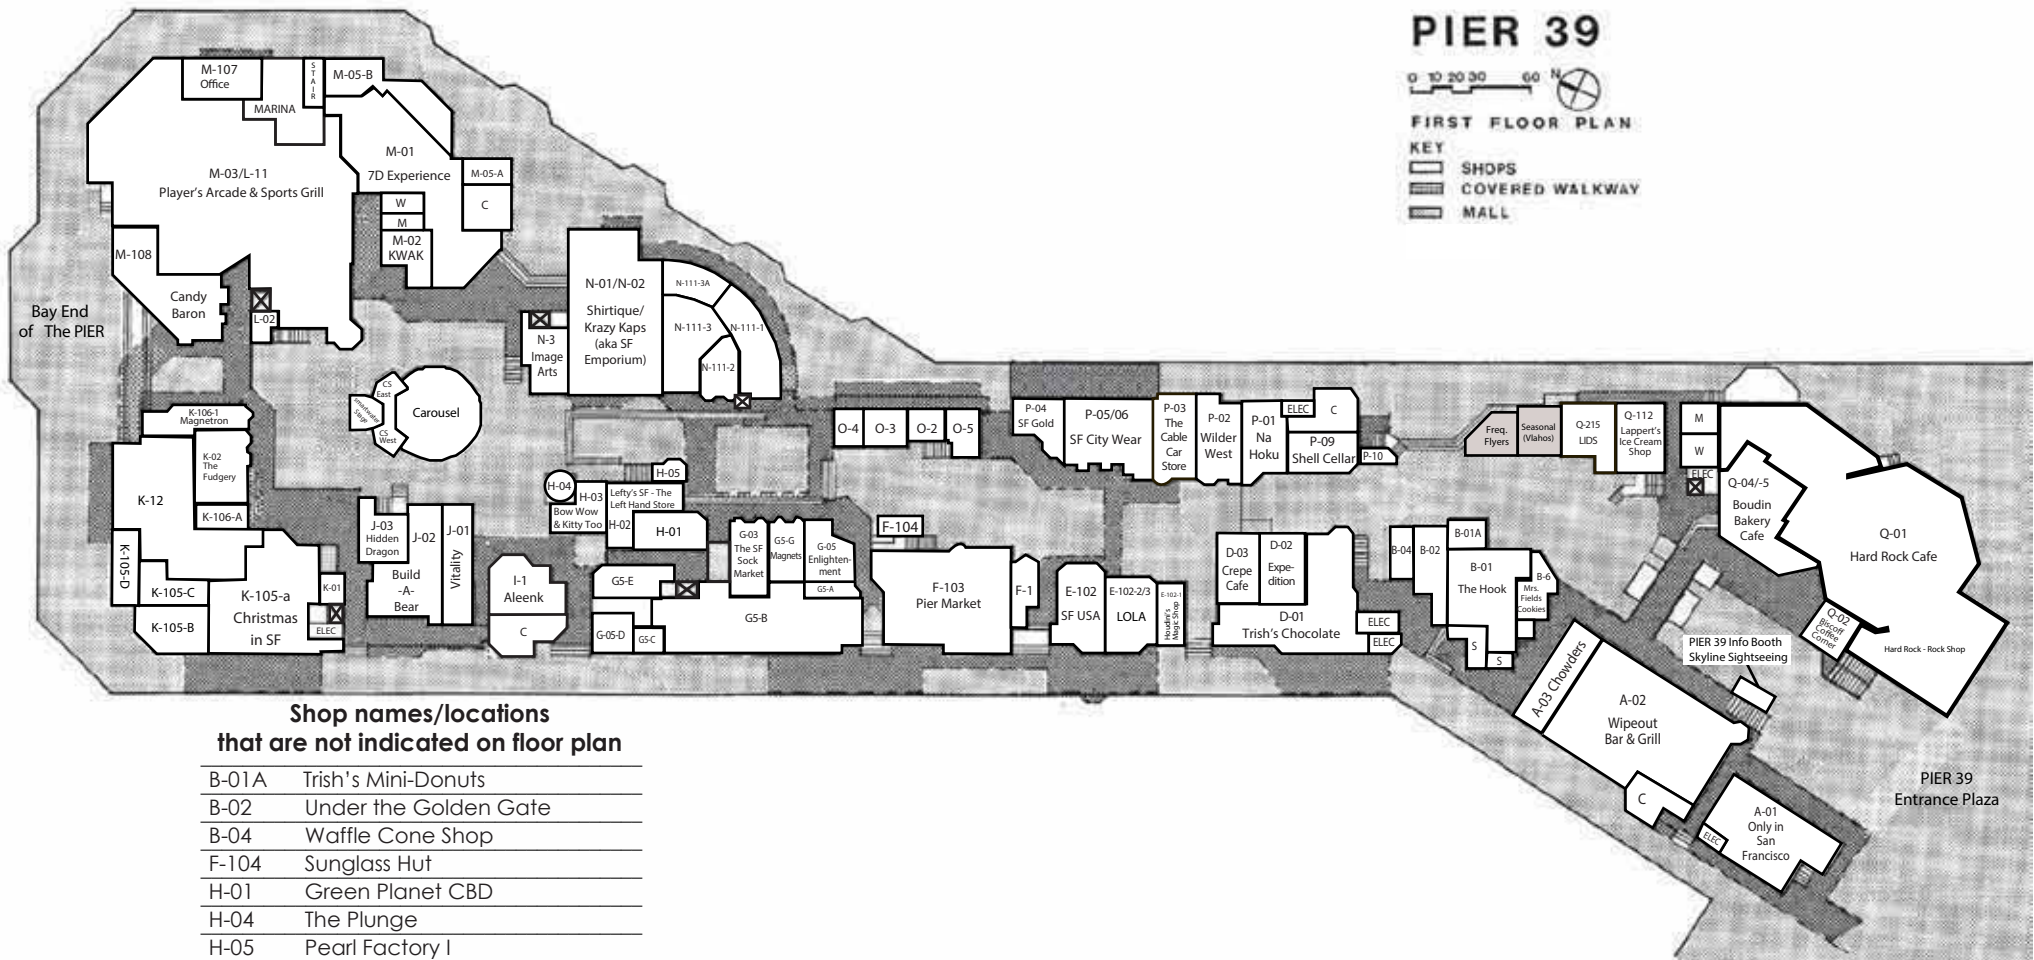 PIER 39
0 10 20 30 60 N
FIRST FLOOR PLAN
KEY
SHOPS
COVERED WALKWAY
MALL
M-107
Office
STAIR
M-05-B
MARINA
M-01
7D Experience
M-05-A
C
W
M
M-02
KWAK
M-03/L-11
Player's Arcade & Sports Grill
M-108
Candy
Baron
L-02
Bay End
of The PIER
N-01/N-02
Shirtique/
Krazy Kaps
(aka SF
Emporium)
N-3
Image
Arts
N-111-3A
N-111-3
N-111-1
N-111-2
CS
East
smartwater
Stage
CS
West
Carousel
K-106-1
Magnetron
K-02
The
Fudgery
K-12
K-106-A
K-105-D
K-105-C
K-105-B
K-105-a
Christmas
in SF
K-01
ELEC
J-03
Hidden
Dragon
J-02
Build
-A-
Bear
J-01
Vitality
I-1
Aleenk
C
H-04
H-05
H-03
Bow Wow
& Kitty Too
Lefty's SF - The
Left Hand Store
H-02
H-01
G5-E
G-05-D
G5-C
G5-B
G-03
The SF
Sock
Market
G5-G
Magnets
G-05
Enlighten-
ment
G5-A
O-4
O-3
O-2
O-5
F-104
F-103
Pier Market
F-1
E-102
SF USA
E-102-2/3
LOLA
E-102-1
Houdini's
Magic Shop
P-04
SF Gold
P-05/06
SF City Wear
P-03
The
Cable
Car
Store
P-02
Wilder
West
P-01
Na
Hoku
ELEC
C
P-09
Shell Cellar
P-10
D-03
Crepe
Cafe
D-02
Expe-
dition
D-01
Trish's Chocolate
ELEC
ELEC
B-04
B-02
B-01A
B-01
The Hook
B-6
Mrs.
Fields
Cookies
S
S
Freq.
Flyers
Seasonal
(Vlahos)
Q-215
LIDS
Q-112
Lappert's
Ice Cream
Shop
M
W
ELEC
Q-04/-5
Boudin
Bakery
Cafe
Q-01
Hard Rock Cafe
Q-02
Biscoff
Coffee
Corner
Hard Rock - Rock Shop
PIER 39 Info Booth
Skyline Sightseeing
A-03 Chowders
A-02
Wipeout
Bar & Grill
C
A-01
Only in
San
Francisco
ELEC
PIER 39
Entrance Plaza
Shop names/locations
that are not indicated on floor plan
B-01A Trish's Mini-Donuts
B-02 Under the Golden Gate
B-04 Waffle Cone Shop
F-104 Sunglass Hut
H-01 Green Planet CBD
H-04 The Plunge
H-05 Pearl Factory I